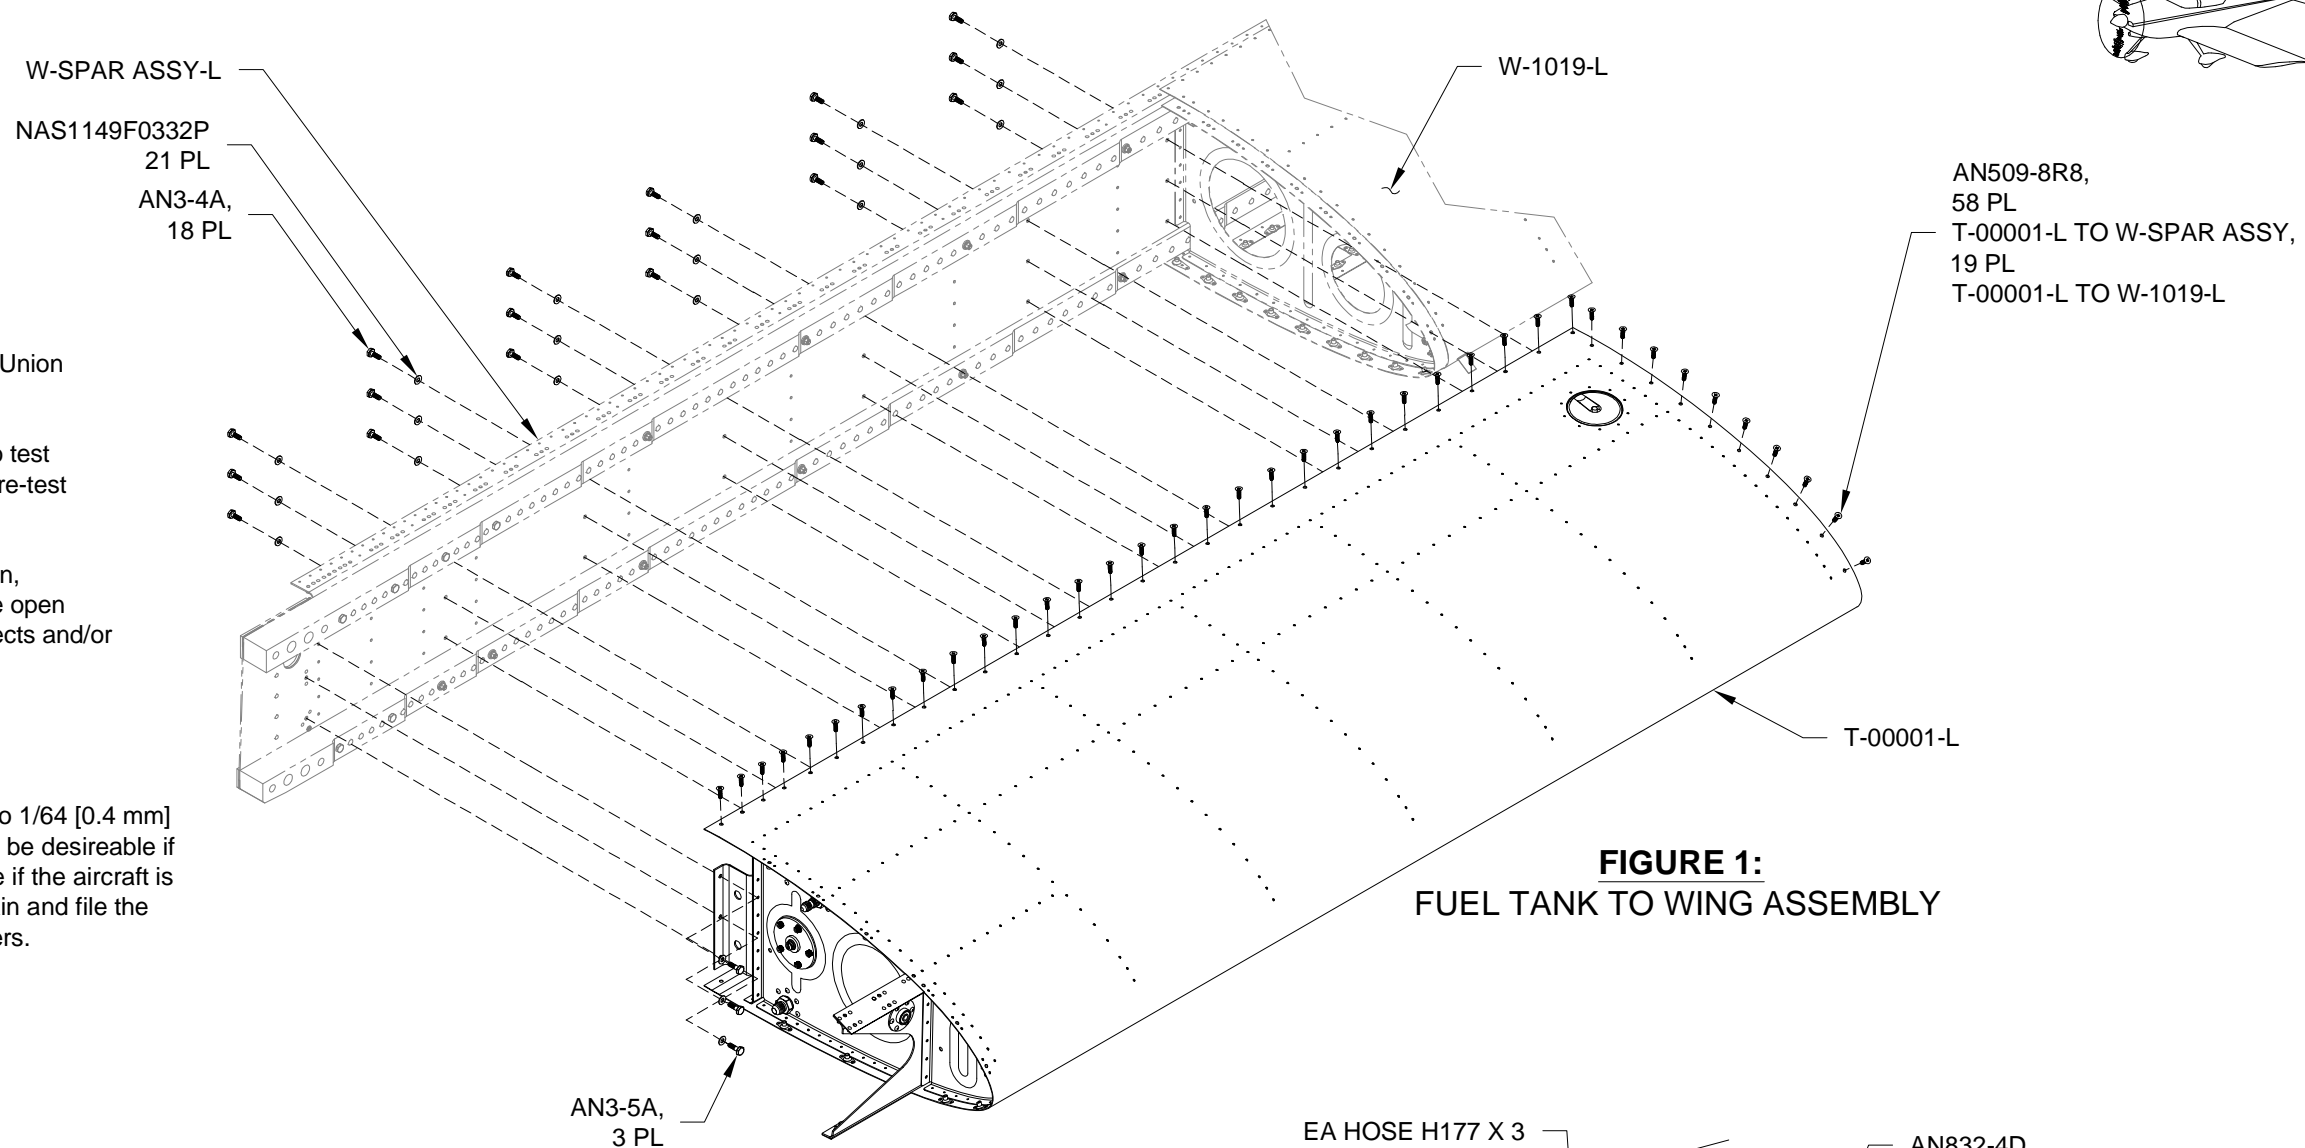 W-SPAR ASSY-L
NAS1149F0332P
21 PL
AN3-4A,
18 PL
W-1019-L
AN509-8R8,
58 PL
T-00001-L TO W-SPAR ASSY,
19 PL
T-00001-L TO W-1019-L
Union
test
re-test
open
ects and/or
o 1/64 [0.4 mm]
be desireable if
if the aircraft is
in and file the
ers.
T-00001-L
FIGURE 1:
FUEL TANK TO WING ASSEMBLY
AN3-5A,
3 PL
EA HOSE H177 X 3
AN832-4D